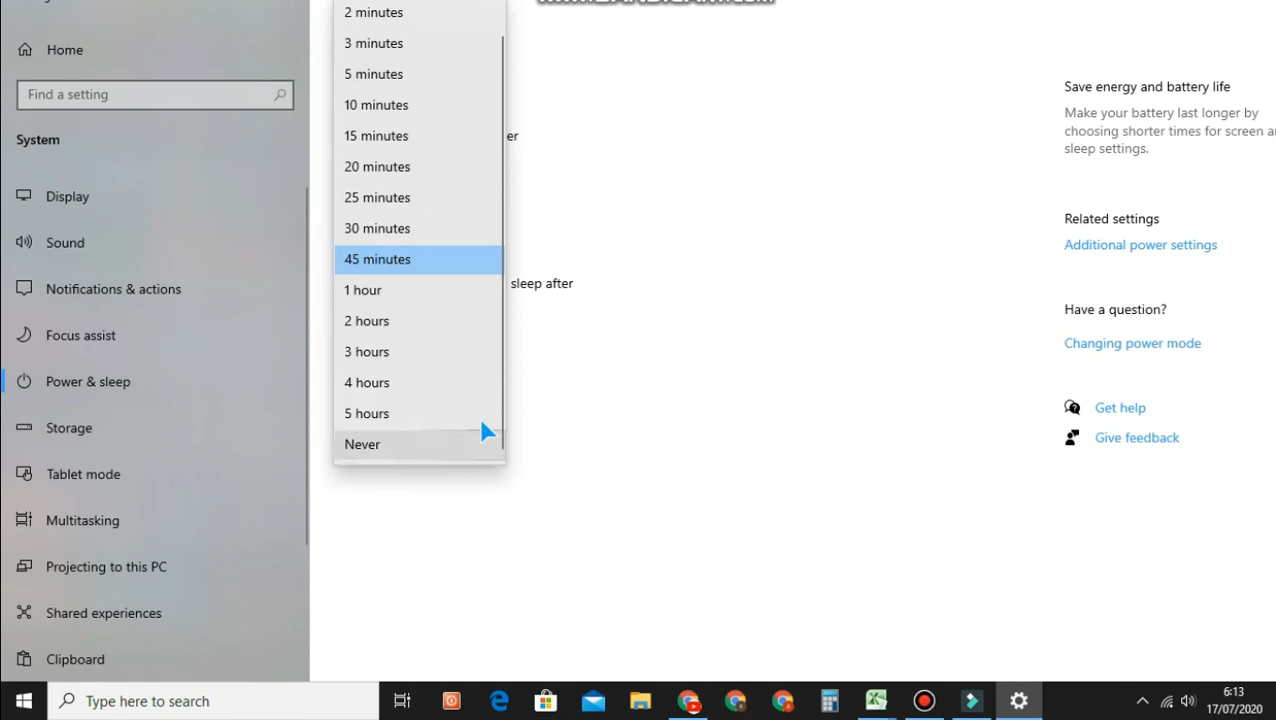 Home
Find a setting
System
Display
Sound
Notifications & actions
Focus assist
Power & sleep
Storage
Tablet mode
Multitasking
Projecting to this PC
Shared experiences
Clipboard
2 minutes
3 minutes
5 minutes
10 minutes
15 minutes
20 minutes
25 minutes
30 minutes
45 minutes
1 hour
2 hours
3 hours
4 hours
5 hours
Never
er
sleep after
Save energy and battery life
Make your battery last longer by
choosing shorter times for screen
sleep settings.
Related settings
Additional power settings
Have a question?
Changing power mode
Get help
Give feedback
Type here to search
6:13
17/07/2020